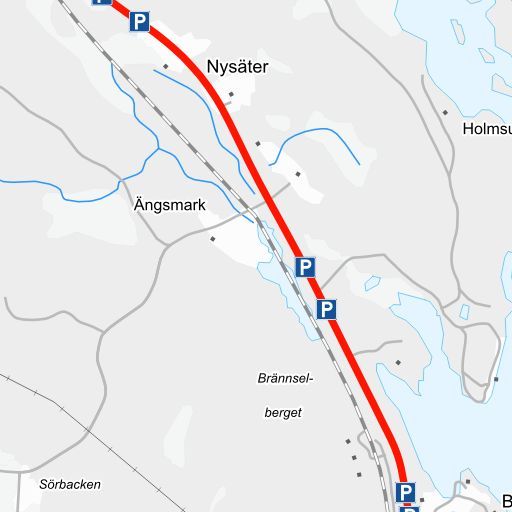 P
P
Nysäter
Holmsu
Ängsmark
P
P
Brännsel-
berget
Sörbacken
P
B
P